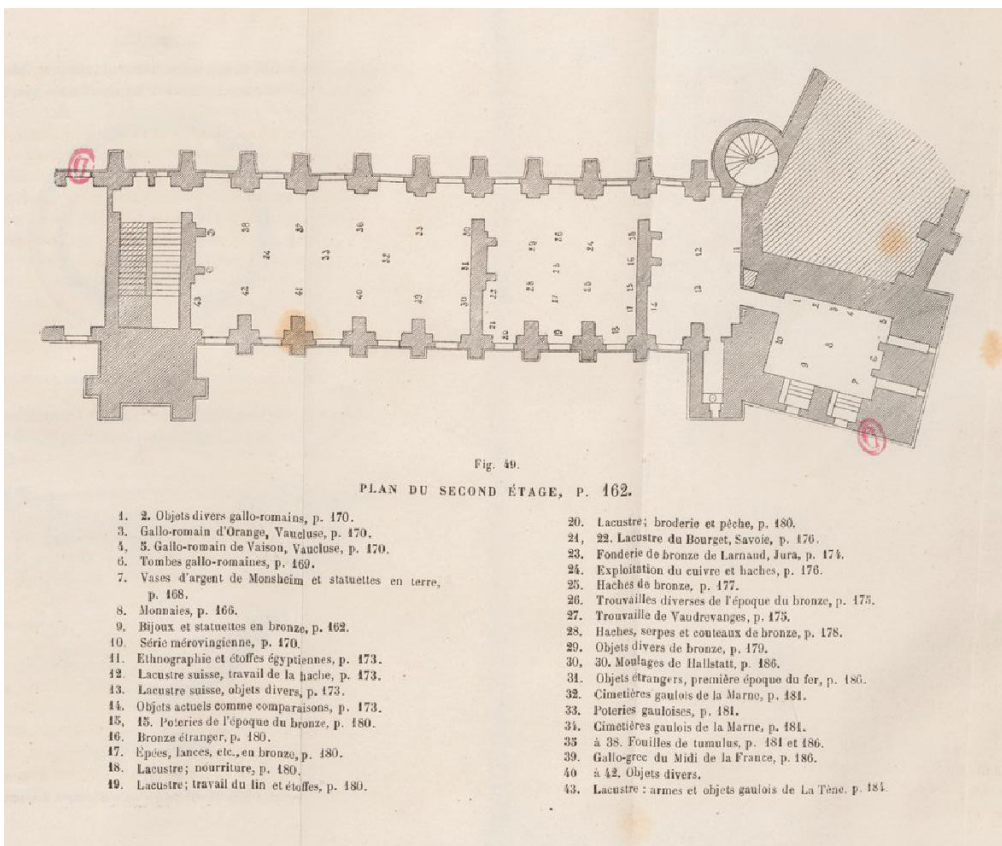 Fig. 49.
PLAN DU SECOND ÉTAGE, P. 162.
1. 2. Objets divers gallo-romains, p. 170.
3. Gallo-romain d'Orange, Vaucluse, p. 170.
4, 5. Gallo-romain de Vaison, Vaucluse, p. 170.
6. Tombes gallo-romaines, p. 169.
7. Vases d'argent de Monsheim et statuettes en terre,
p. 168.
8. Monnaies, p. 166.
9. Bijoux et statuettes en bronze, p. 162.
10. Série mérovingienne, p. 170.
11. Ethnographie et étoffes égyptiennes, p. 173.
12. Lacustre suisse, travail de la hache, p. 173.
13. Lacustre suisse, objets divers, p. 173.
14. Objets actuels comme comparaisons, p. 173.
15, 15. Poteries de l'époque du bronze, p. 180.
16. Bronze étranger, p. 180.
17. Epées, lances, etc., en bronze, p. 180.
18. Lacustre; nourriture, p. 180.
19. Lacustre; travail du lin et étoffes, p. 180.
20. Lacustre; broderie et pêche, p. 180.
21, 22. Lacustre du Bourget, Savoie, p. 176.
23. Fonderie de bronze de Larnaud, Jura, p. 174.
24. Exploitation du cuivre et haches, p. 176.
25. Haches de bronze, p. 177.
26. Trouvailles diverses de l'époque du bronze, p. 175.
27. Trouvaille de Vaudrevanges, p. 175.
28. Haches, serpes et couteaux de bronze, p. 178.
29. Objets divers de bronze, p. 179.
30, 30. Moulages de Hallstatt, p. 186.
31. Objets étrangers, première époque du fer, p. 186.
32. Cimetières gaulois de la Marne, p. 181.
33. Poteries gauloises, p. 181.
34. Cimetières gaulois de la Marne, p. 181.
35 à 38. Fouilles de tumulus, p. 181 et 186.
39. Gallo-grec du Midi de la France, p. 186.
40 à 42. Objets divers.
43. Lacustre : armes et objets gaulois de La Tène. p. 184.